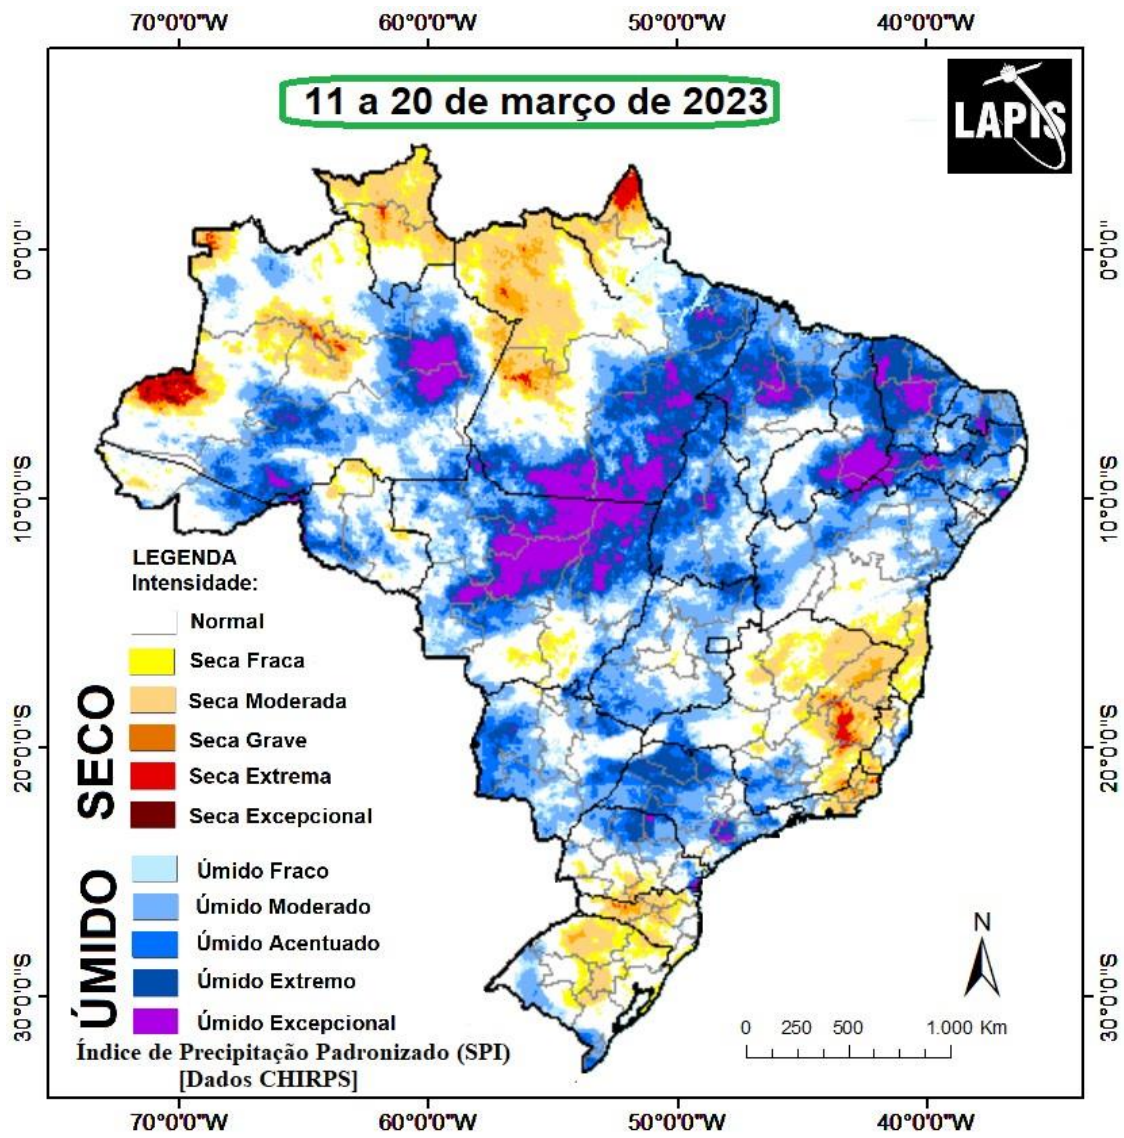 70°0'0"W 60°0'0"W 50°0'0"W 40°0'0"W
11 a 20 de março de 2023
LAPIS
0°0'0"
0°0'0"
10°0'0"S
10°0'0"S
20°0'0"S
20°0'0"S
30°0'0"S
30°0'0"S
LEGENDA
Intensidade:
SECO
Normal
Seca Fraca
Seca Moderada
Seca Grave
Seca Extrema
Seca Excepcional
ÚMIDO
Úmido Fraco
Úmido Moderado
Úmido Acentuado
Úmido Extremo
Úmido Excepcional
Índice de Precipitação Padronizado (SPI)
[Dados CHIRPS]
N
0 250 500 1.000 Km
70°0'0"W 60°0'0"W 50°0'0"W 40°0'0"W